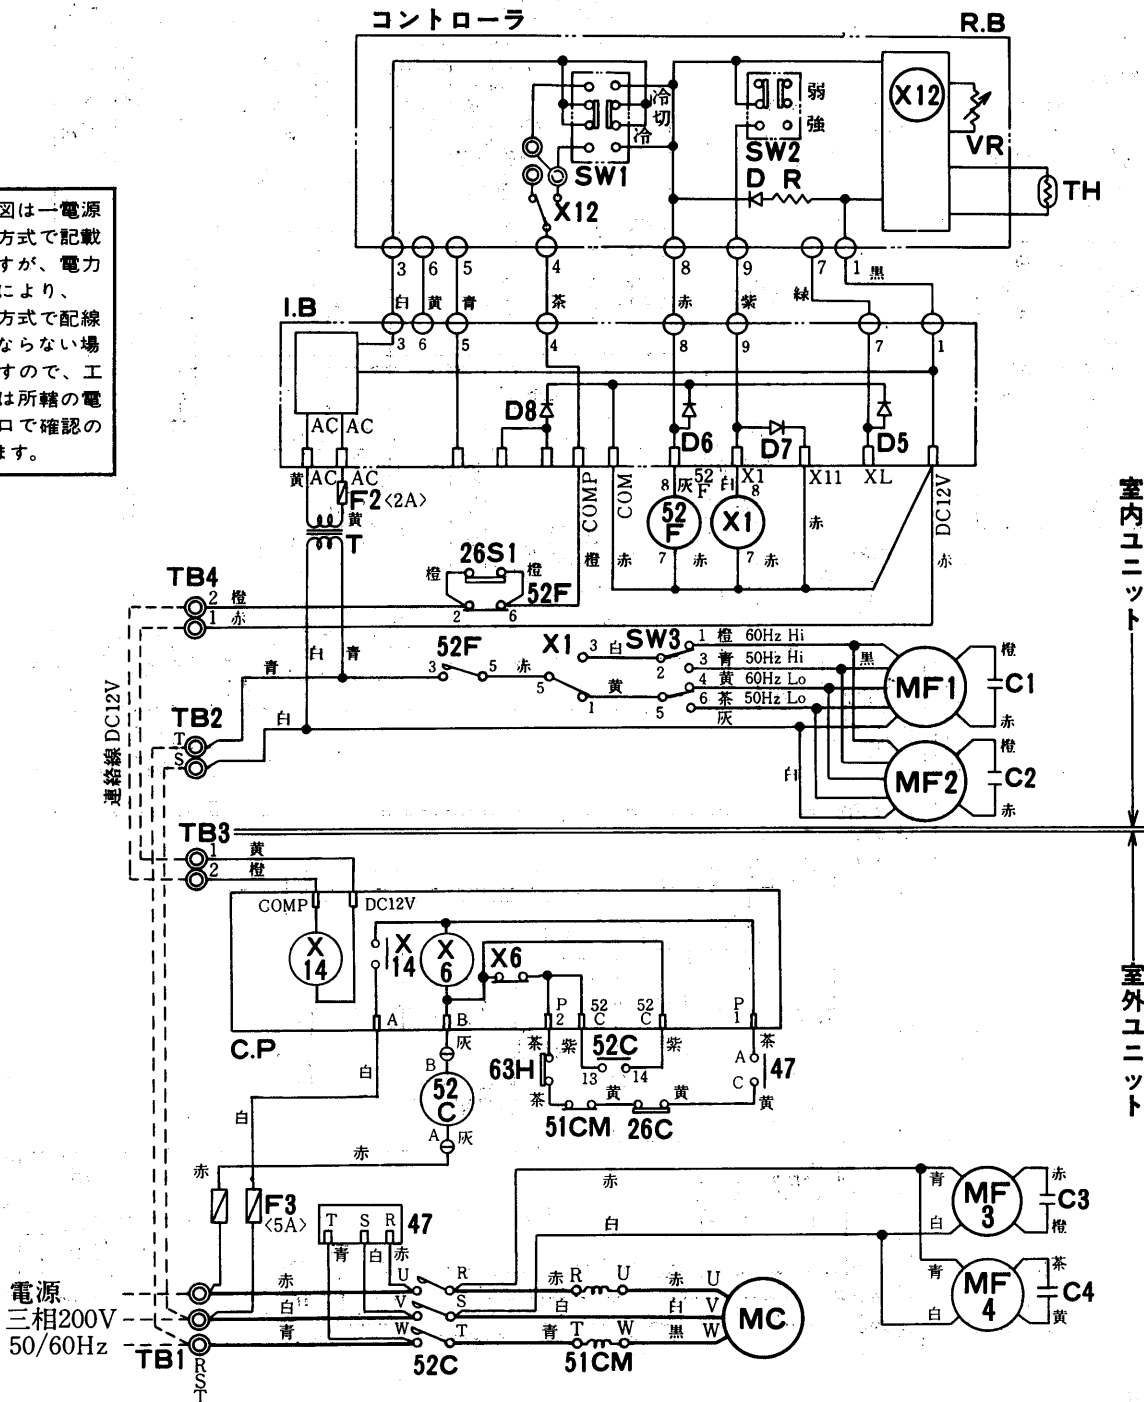 コントローラ
R.B
図は一電源
方式で記載
すが、電力
により、
方式で配線
ならない場
すので、工
は所轄の電
口で確認の
ます。
冷
切
冷
SW1
X12
弱
強
SW2
D R
X12
VR
TH
3 6 5 4 8 9 7 1
白 黄 青 茶 赤 紫 緑 黒
I.B
3 6 5 4 8 9 7 1
AC AC
D8 D6 D7 D5
黄 AC AC
F2 <2A>
黄
T
COMP
COM
8 灰 52F
白 X1
8
X11
XL
DC12V
52F
X1
7 赤
7 赤
橙 赤 赤 赤
26S1
橙 橙
52F
2 6
TB4
2 橙
1 赤
白 青
青
52F
3 5 赤
X1
5
3 白
1 黄
SW3
2
5
1 橙 60Hz Hi
3 青 50Hz Hi
4 黄 60Hz Lo
6 茶 50Hz Lo
灰
黒
MF1
橙
C1
赤
MF2
橙
C2
赤
白
TB2
T
S
白
連絡線 DC12V
室内ユニット
室外ユニット
TB3
1 黄
2 橙
COMP
DC12V
X14
X14
X6
X6
A B
P2
52C
52C
P1
C.P
白
灰
B
52C
A 灰
茶 紫 52C 紫 茶
63H
13 14
A
C
47
茶 黄 黄 黄
51CM 26C
白
赤
赤
F3
<5A>
T S R
47
青 白 赤
電源
三相200V
50/60Hz
TB1
R
S
T
赤
白
青
U R
V S
W T
52C
赤 R U 赤 U
白 白 V
青 T W 黒 W
51CM
MC
赤
白
青
白
MF3
赤
C3
橙
青
白
MF4
茶
C4
黄